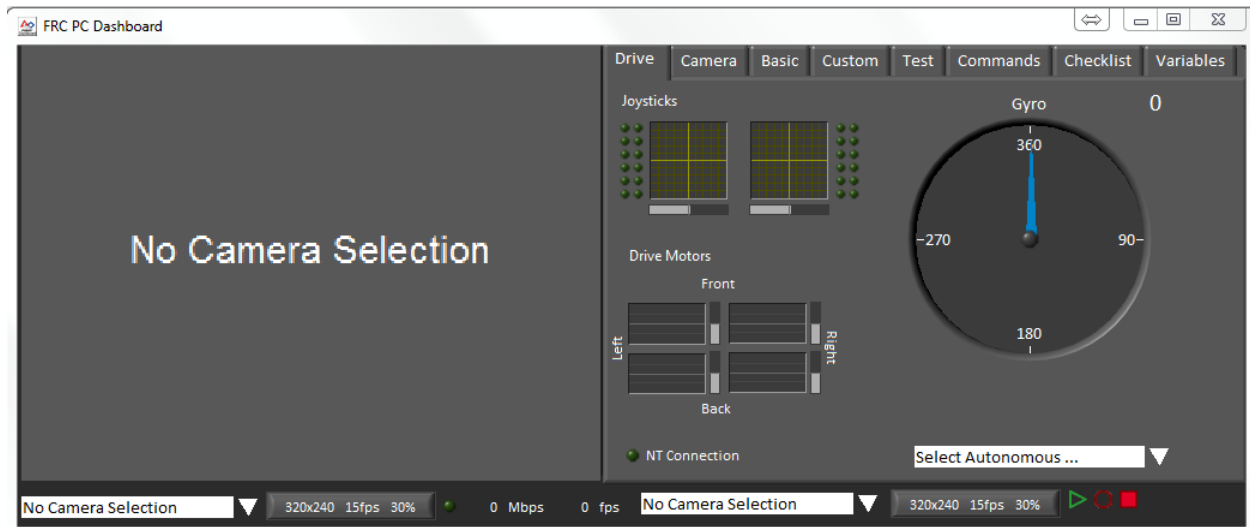 FRC PC Dashboard
Drive Camera Basic Custom Test Commands Checklist Variables
Joysticks
Gyro 0
360
No Camera Selection
270 90
Drive Motors
Front
Left
Right
180
Back
NT Connection
Select Autonomous ...
No Camera Selection 320x240 15fps 30% 0 Mbps 0 fps No Camera Selection 320x240 15fps 30%